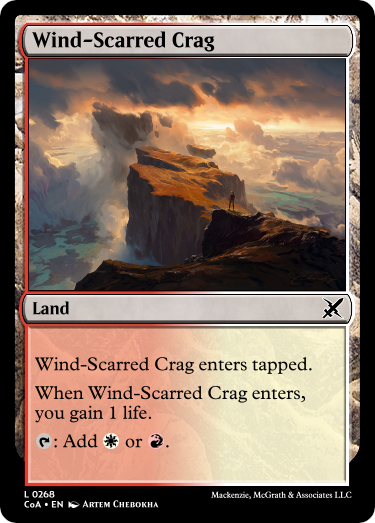 Wind-Scarred Crag
Land
Wind-Scarred Crag enters tapped.
When Wind-Scarred Crag enters,
you gain 1 life.
: Add or .
L 0268
CoA • EN Artem Chebokha
Mackenzie, McGrath & Associates LLC